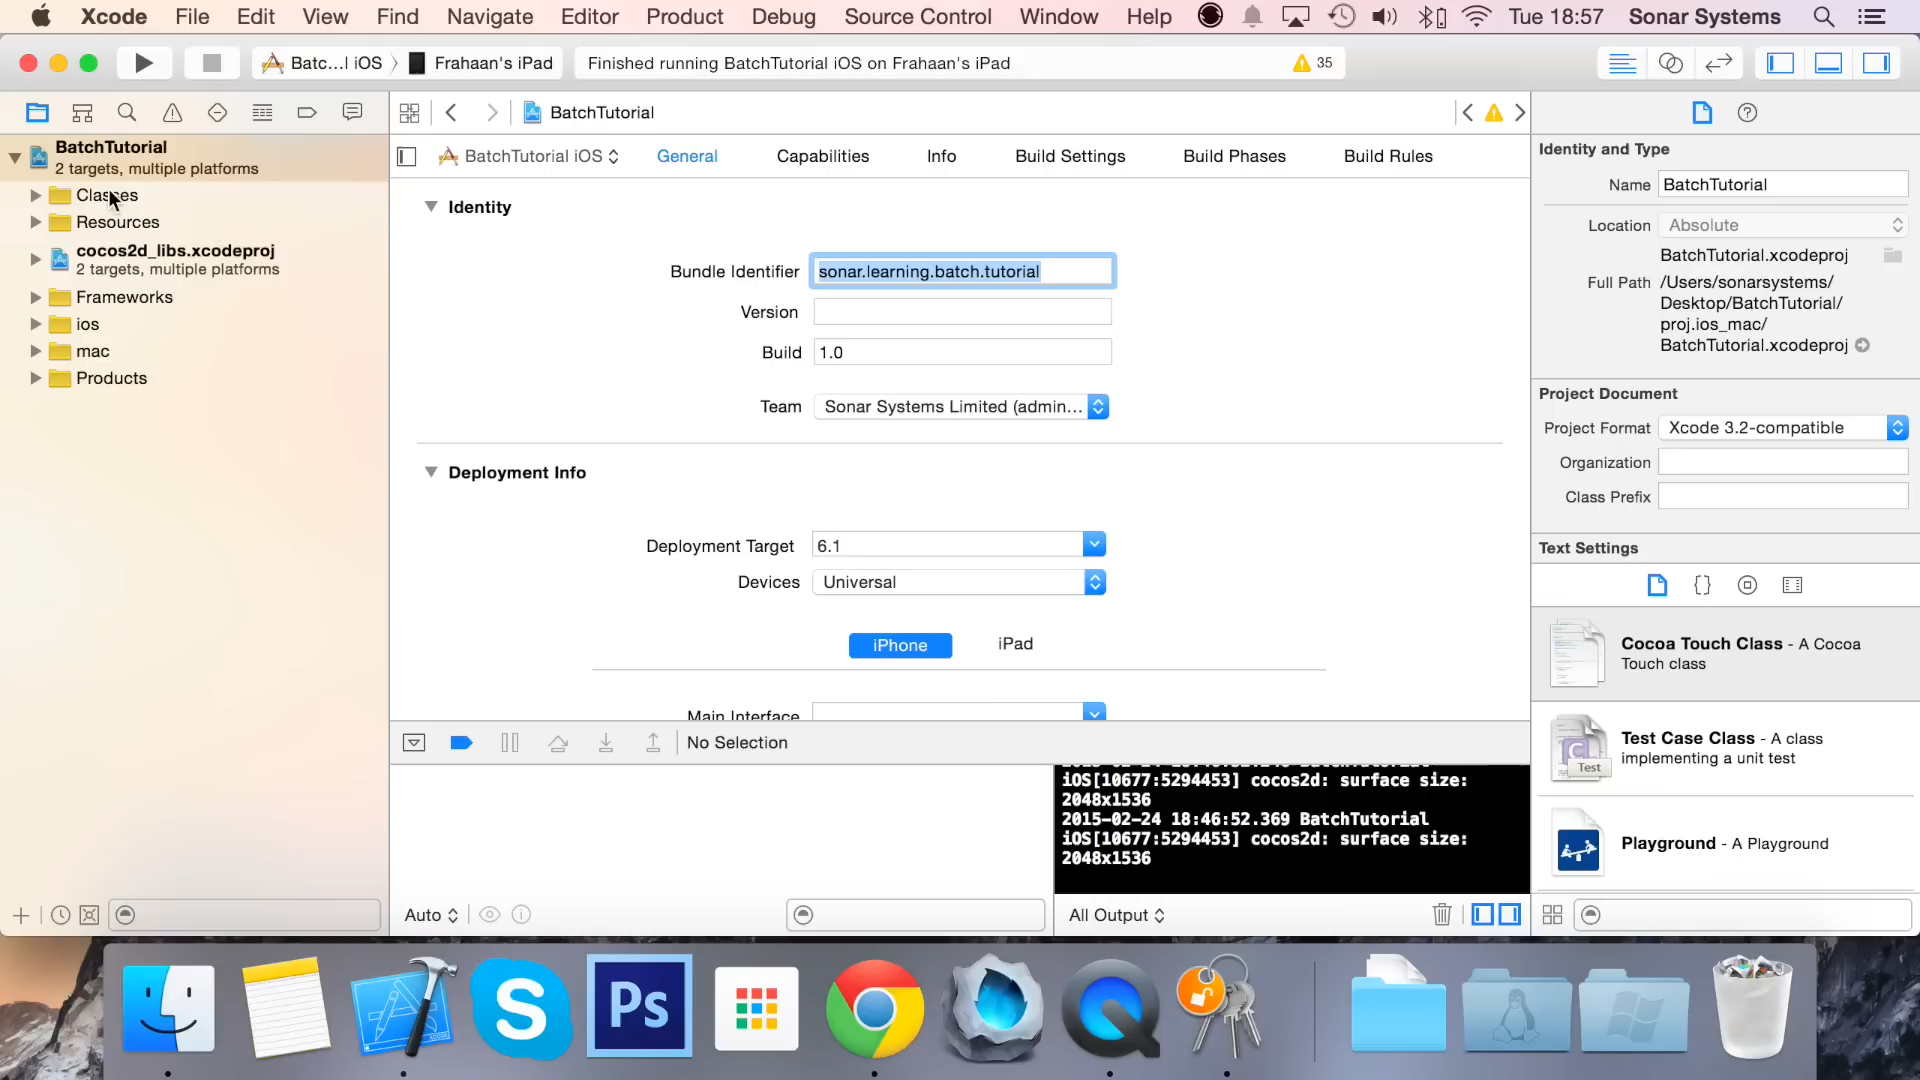 Xcode File Edit View Find Navigate Editor Product Debug Source Control Window Help Tue 18:57 Sonar Systems
Batc...l iOS Frahaan's iPad Finished running BatchTutorial iOS on Frahaan's iPad 35
BatchTutorial
2 targets, multiple platforms
Classes
Resources
cocos2d_libs.xcodeproj
2 targets, multiple platforms
Frameworks
ios
mac
Products
BatchTutorial
BatchTutorial iOS General Capabilities Info Build Settings Build Phases Build Rules
Identity
Bundle Identifier sonar.learning.batch.tutorial
Version
Build 1.0
Team Sonar Systems Limited (admin...
Deployment Info
Deployment Target 6.1
Devices Universal
iPhone iPad
Main Interface
No Selection
iOS[10677:5294453] cocos2d: surface size:
2048x1536
2015-02-24 18:46:52.369 BatchTutorial
iOS[10677:5294453] cocos2d: surface size:
2048x1536
Auto
All Output
Identity and Type
Name BatchTutorial
Location Absolute
BatchTutorial.xcodeproj
Full Path /Users/sonarsystems/
Desktop/BatchTutorial/
proj.ios_mac/
BatchTutorial.xcodeproj
Project Document
Project Format Xcode 3.2-compatible
Organization
Class Prefix
Text Settings
{}
Cocoa Touch Class - A Cocoa
Touch class
C
Test
Test Case Class - A class
implementing a unit test
Playground - A Playground
S
Ps